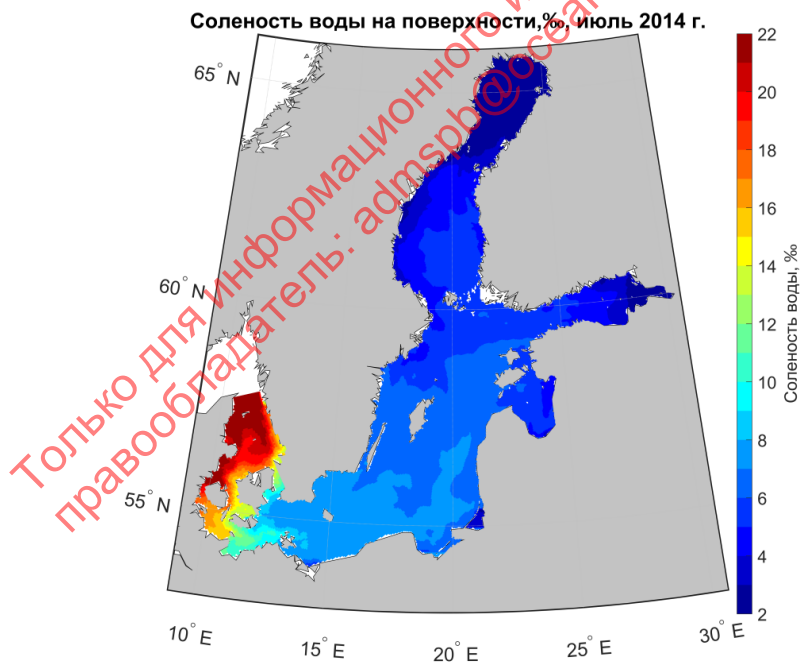 Соленость воды на поверхности,‰, июль 2014 г.
65° N
60° N
55° N
10° E
15° E
20° E
25° E
30° E
22
20
18
16
14
12
10
8
6
4
2
Соленость воды, ‰
Только для информационного
правообладатель: admspb@ocean